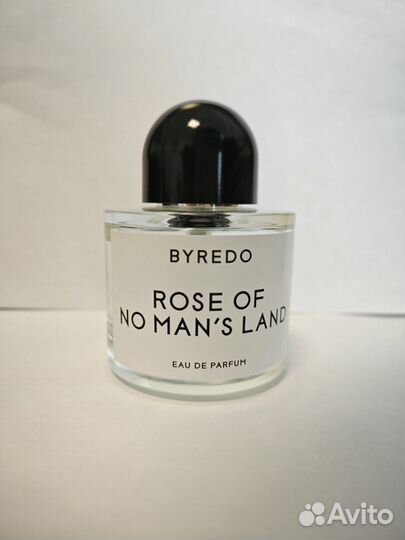 BYREDO
ROSE OF
NO MAN'S LAND
EAU DE PARFUM
Avito